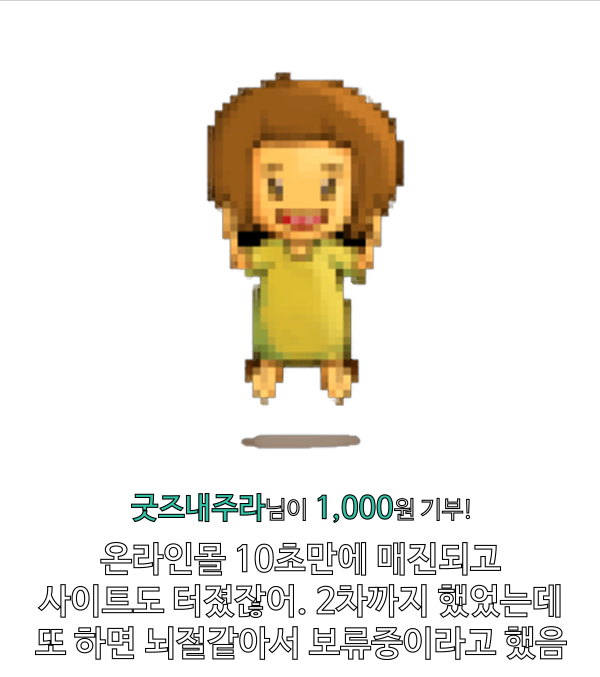 굿즈내주라님이 1,000원 기부!
온라인몰 10초만에 매진되고
사이트도 터졌잖어. 2차까지 했었는데
또 하면 뇌절같아서 보류중이라고 했음